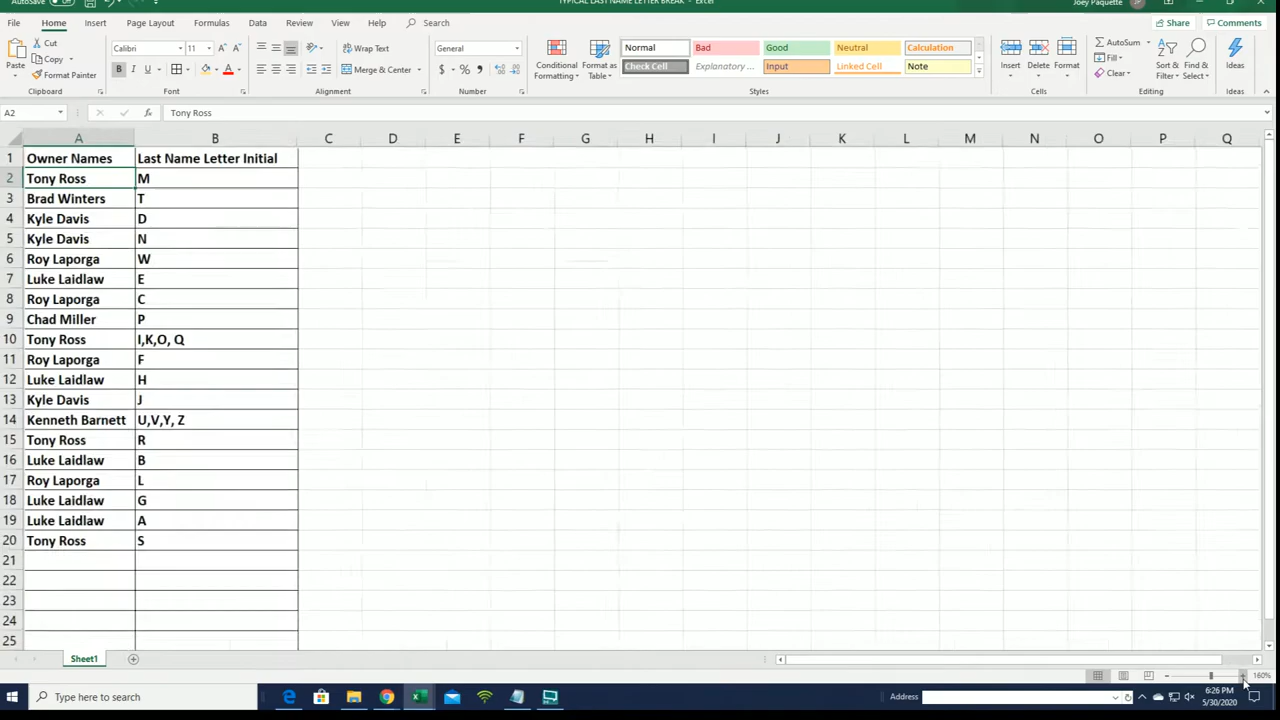 AutoSave Off TYPICAL LAST NAME LETTER BREAK - Excel Joey Paquette JP
File Home Insert Page Layout Formulas Data Review View Help Search Share Comments
Paste Cut Copy Format Painter Clipboard
Calibri 11 A A B I U A Font
Wrap Text Merge & Center Alignment
General $ % , Number
Conditional Formatting Format as Table
Normal Bad Good Neutral Calculation
Check Cell Explanatory ... Input Linked Cell Note
Styles
Insert Delete Format Cells
AutoSum Fill Clear Sort & Filter Find & Select Editing
Ideas Ideas
A2 fx Tony Ross
A B C D E F G H I J K L M N O P Q
1 Owner Names Last Name Letter Initial
2 Tony Ross M
3 Brad Winters T
4 Kyle Davis D
5 Kyle Davis N
6 Roy Laporga W
7 Luke Laidlaw E
8 Roy Laporga C
9 Chad Miller P
10 Tony Ross I,K,O, Q
11 Roy Laporga F
12 Luke Laidlaw H
13 Kyle Davis J
14 Kenneth Barnett U,V,Y, Z
15 Tony Ross R
16 Luke Laidlaw B
17 Roy Laporga L
18 Luke Laidlaw G
19 Luke Laidlaw A
20 Tony Ross S
21
22
23
24
25
Sheet1
160%
Type here to search Address 6:26 PM
5/30/2020